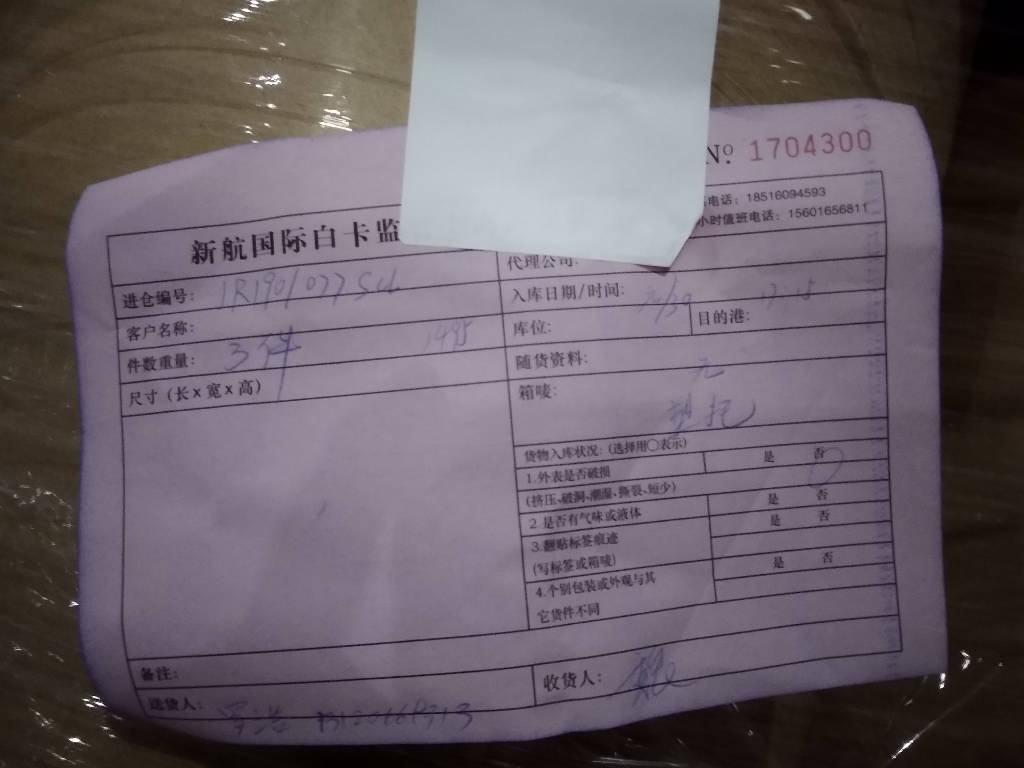 Nº. 1704300
电话：18516094593
小时值班电话：15601656811
新航国际白卡监
代理公司:
进仓编号：
入库日期/时间：
客户名称：
库位：
目的港：
件数重量： 3件 1495
随货资料： 无
尺寸（长x宽x高）
箱唛：
货物入库状况:（选择用○表示）
1.外表是否破损 是 否
(挤压、破洞、潮湿、撕裂、短少)
2.是否有气味或液体 是 否
3.翻贴标签痕迹 是 否
(写标签或箱唛)
4.个别包装或外观与其 是 否
它货件不同
备注：
收货人：
送货人：